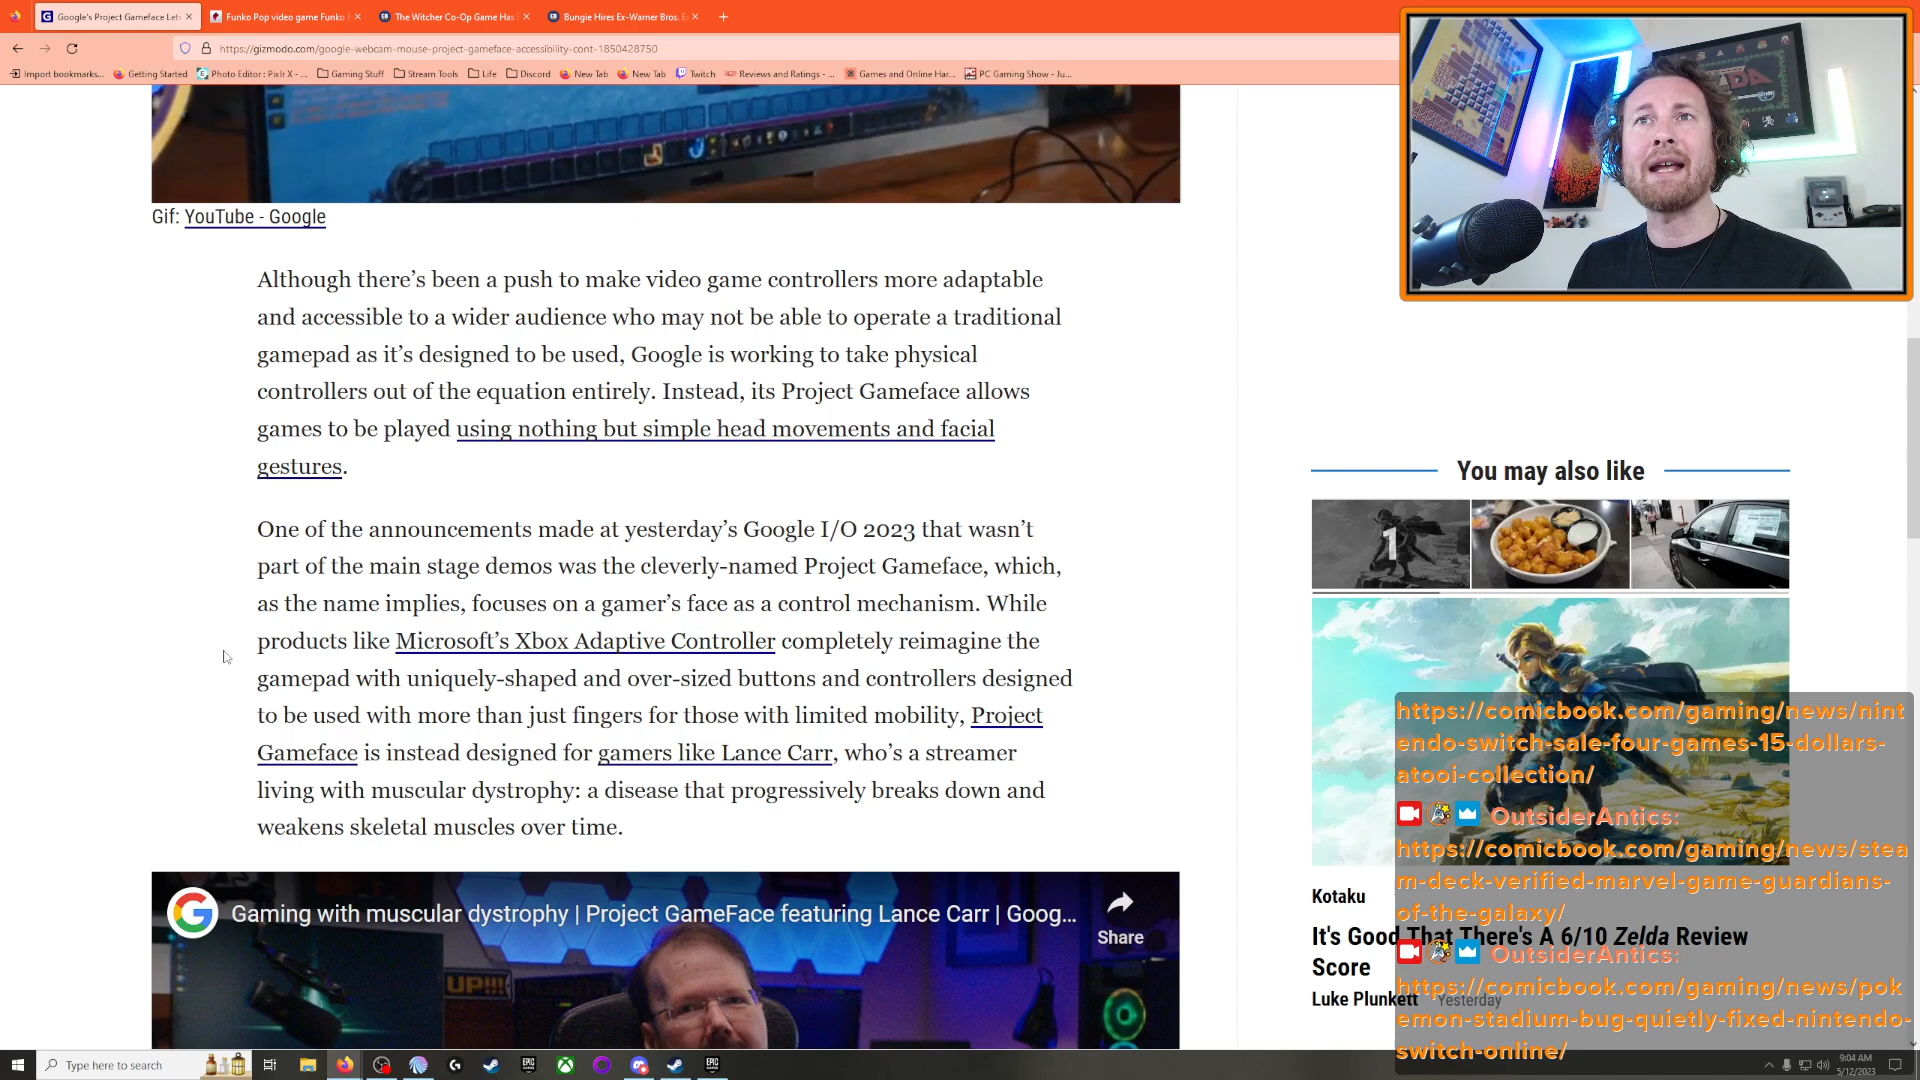 Google's Project Gameface Lets
Funko Pop video game Funko
The Witcher Co-Op Game Has
Bungie Hires Ex-Warner Bros. E
https://gizmodo.com/google-webcam-mouse-project-gameface-accessibility-cont-1850428750
Import bookmarks...
Getting Started
Photo Editor : Pixlr X - ...
Gaming Stuff
Stream Tools
Life
Discord
New Tab
New Tab
Twitch
Reviews and Ratings - ...
Games and Online Har...
PC Gaming Show - Ju...
Gif: YouTube - Google
Although there’s been a push to make video game controllers more adaptable
and accessible to a wider audience who may not be able to operate a traditional
gamepad as it’s designed to be used, Google is working to take physical
controllers out of the equation entirely. Instead, its Project Gameface allows
games to be played using nothing but simple head movements and facial
gestures.
One of the announcements made at yesterday’s Google I/O 2023 that wasn’t
part of the main stage demos was the cleverly-named Project Gameface, which,
as the name implies, focuses on a gamer’s face as a control mechanism. While
products like Microsoft’s Xbox Adaptive Controller completely reimagine the
gamepad with uniquely-shaped and over-sized buttons and controllers designed
to be used with more than just fingers for those with limited mobility, Project
Gameface is instead designed for gamers like Lance Carr, who’s a streamer
living with muscular dystrophy: a disease that progressively breaks down and
weakens skeletal muscles over time.
Gaming with muscular dystrophy | Project GameFace featuring Lance Carr | Goog...
Share
UP!!!
You may also like
1
Kotaku
It's Good That There's A 6/10 Zelda Review
Score
Luke Plunkett
Yesterday
https://comicbook.com/gaming/news/nint
endo-switch-sale-four-games-15-dollars-
atooi-collection/
OutsiderAntics:
https://comicbook.com/gaming/news/stea
m-deck-verified-marvel-game-guardians-
of-the-galaxy/
OutsiderAntics:
https://comicbook.com/gaming/news/pok
emon-stadium-bug-quietly-fixed-nintendo-
switch-online/
Type here to search
9:04 AM
5/12/2023